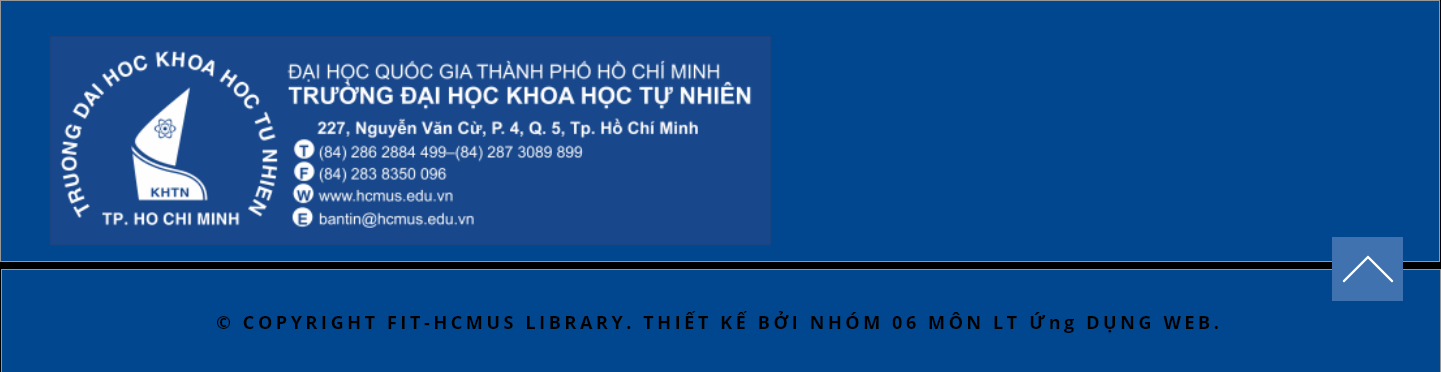 TRUONG DAI HOC KHOA HOC TU NHIEN
KHTN
TP. HO CHI MINH
ĐẠI HỌC QUỐC GIA THÀNH PHỐ HỒ CHÍ MINH
TRƯỜNG ĐẠI HỌC KHOA HỌC TỰ NHIÊN
227, Nguyễn Văn Cừ, P. 4, Q. 5, Tp. Hồ Chí Minh
T (84) 286 2884 499–(84) 287 3089 899
F (84) 283 8350 096
W www.hcmus.edu.vn
E bantin@hcmus.edu.vn
© COPYRIGHT FIT-HCMUS LIBRARY. THIẾT KẾ BỞI NHÓM 06 MÔN LT Ứng DỤNG WEB.